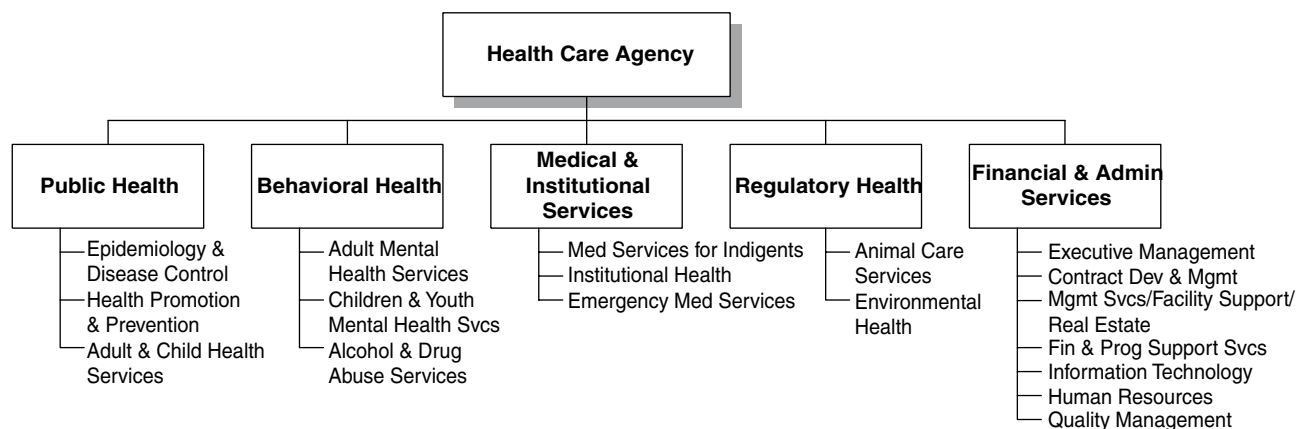 Health Care Agency
Public Health
Epidemiology &
Disease Control
Health Promotion
& Prevention
Adult & Child Health
Services
Behavioral Health
Adult Mental
Health Services
Children & Youth
Mental Health Svcs
Alcohol & Drug
Abuse Services
Medical &
Institutional
Services
Med Services for Indigents
Institutional Health
Emergency Med Services
Regulatory Health
Animal Care
Services
Environmental
Health
Financial & Admin
Services
Executive Management
Contract Dev & Mgmt
Mgmt Svcs/Facility Support/
Real Estate
Fin & Prog Support Svcs
Information Technology
Human Resources
Quality Management